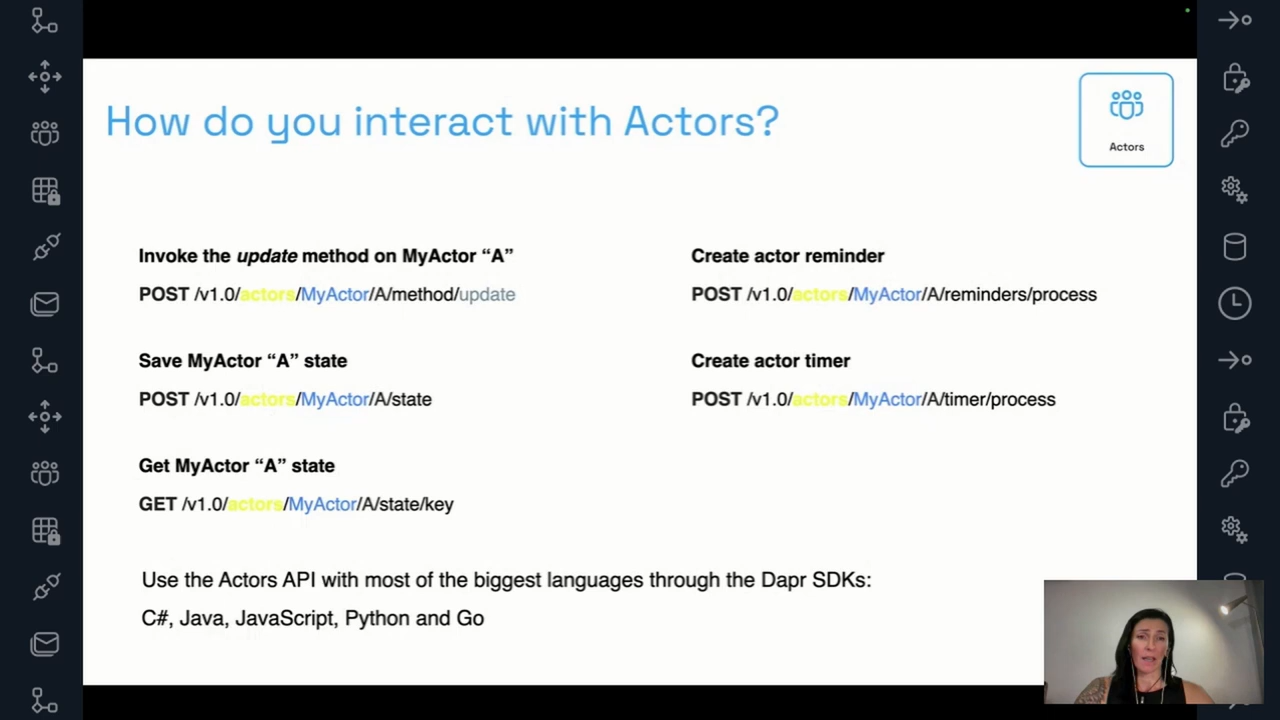 How do you interact with Actors?
Actors
Invoke the update method on MyActor “A”
POST /v1.0/actors/MyActor/A/method/update
Save MyActor “A” state
POST /v1.0/actors/MyActor/A/state
Get MyActor “A” state
GET /v1.0/actors/MyActor/A/state/key
Create actor reminder
POST /v1.0/actors/MyActor/A/reminders/process
Create actor timer
POST /v1.0/actors/MyActor/A/timer/process
Use the Actors API with most of the biggest languages through the Dapr SDKs:
C#, Java, JavaScript, Python and Go